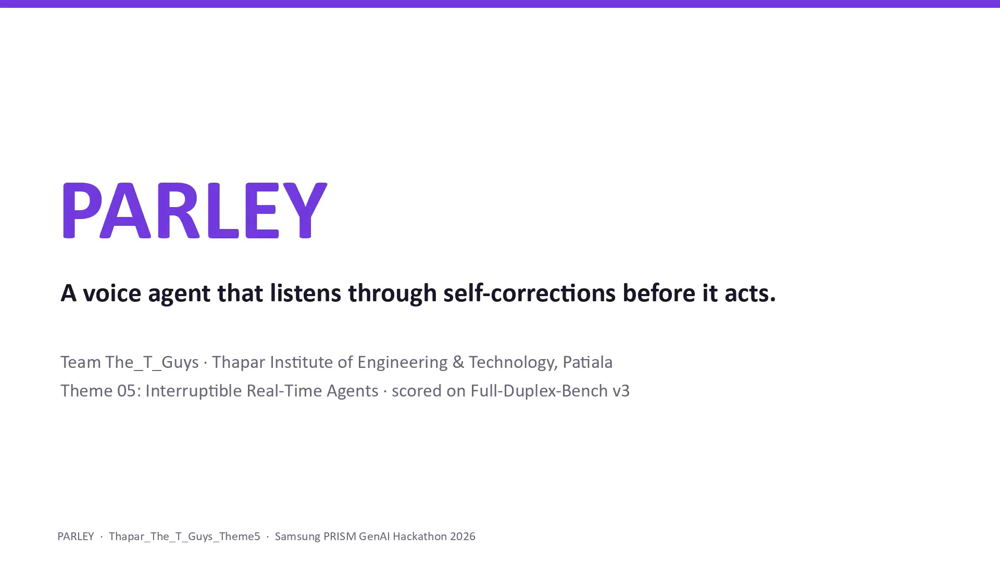 PARLEY
A voice agent that listens through self-corrections before it acts.
Team The_T_Guys · Thapar Institute of Engineering & Technology, Patiala
Theme 05: Interruptible Real-Time Agents · scored on Full-Duplex-Bench v3
PARLEY · Thapar_The_T_Guys_Theme5 · Samsung PRISM GenAI Hackathon 2026